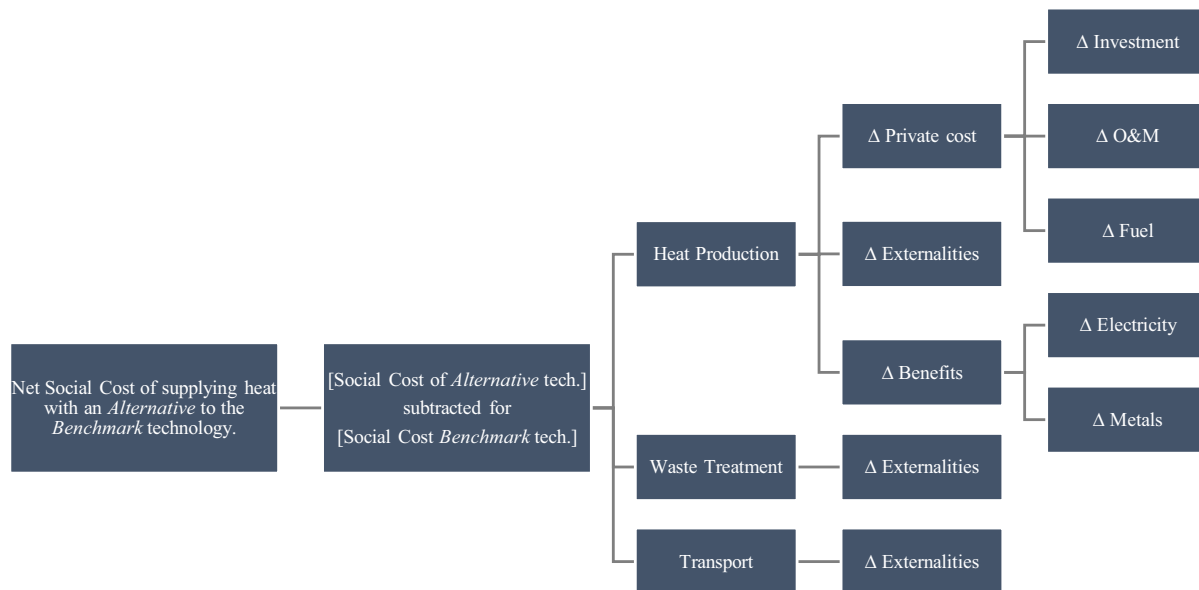 Net Social Cost of supplying heat
with an Alternative to the
Benchmark technology.
[Social Cost of Alternative tech.]
subtracted for
[Social Cost Benchmark tech.]
Heat Production
Waste Treatment
Transport
Δ Private cost
Δ Externalities
Δ Benefits
Δ Externalities
Δ Externalities
Δ Investment
Δ O&M
Δ Fuel
Δ Electricity
Δ Metals